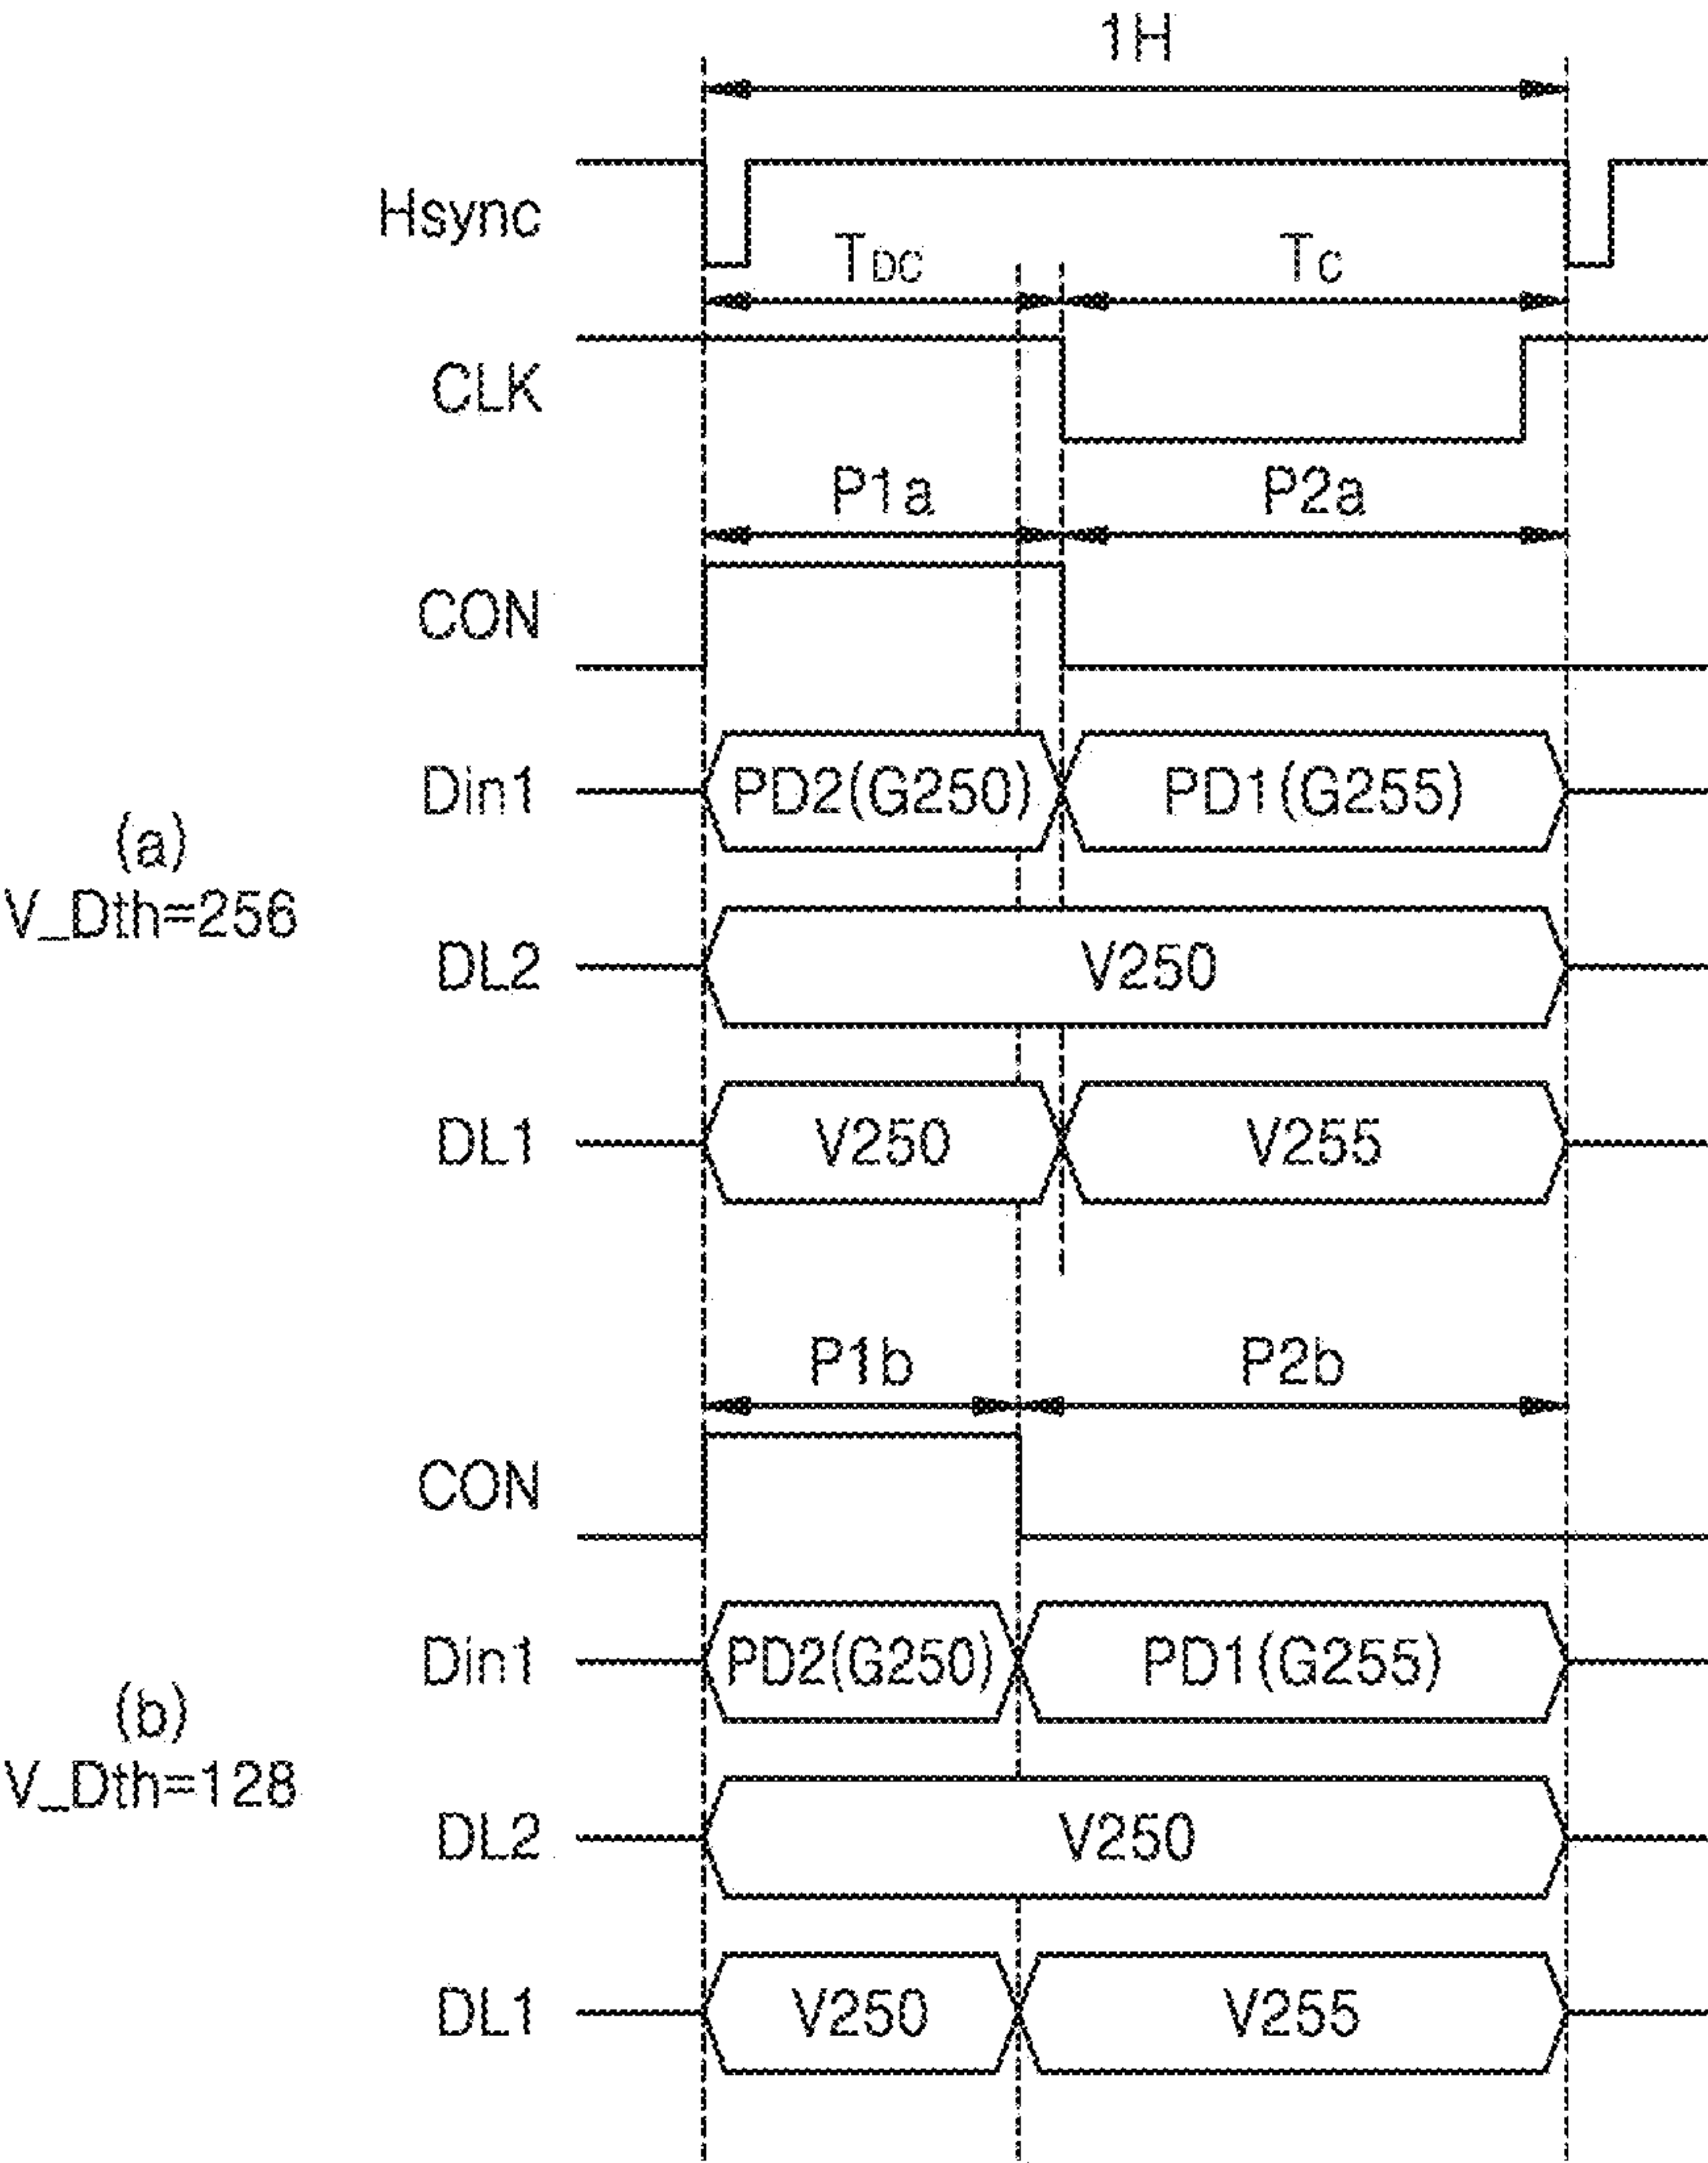 1H
Hsync
TDC
TC
CLK
P1a
P2a
CON
Din1
PD2(G250)
PD1(G255)
(a)
V_Dth=256
DL2
V250
DL1
V250
V255
P1b
P2b
CON
Din1
PD2(G250)
PD1(G255)
(b)
V_Dth=128
DL2
V250
DL1
V250
V255